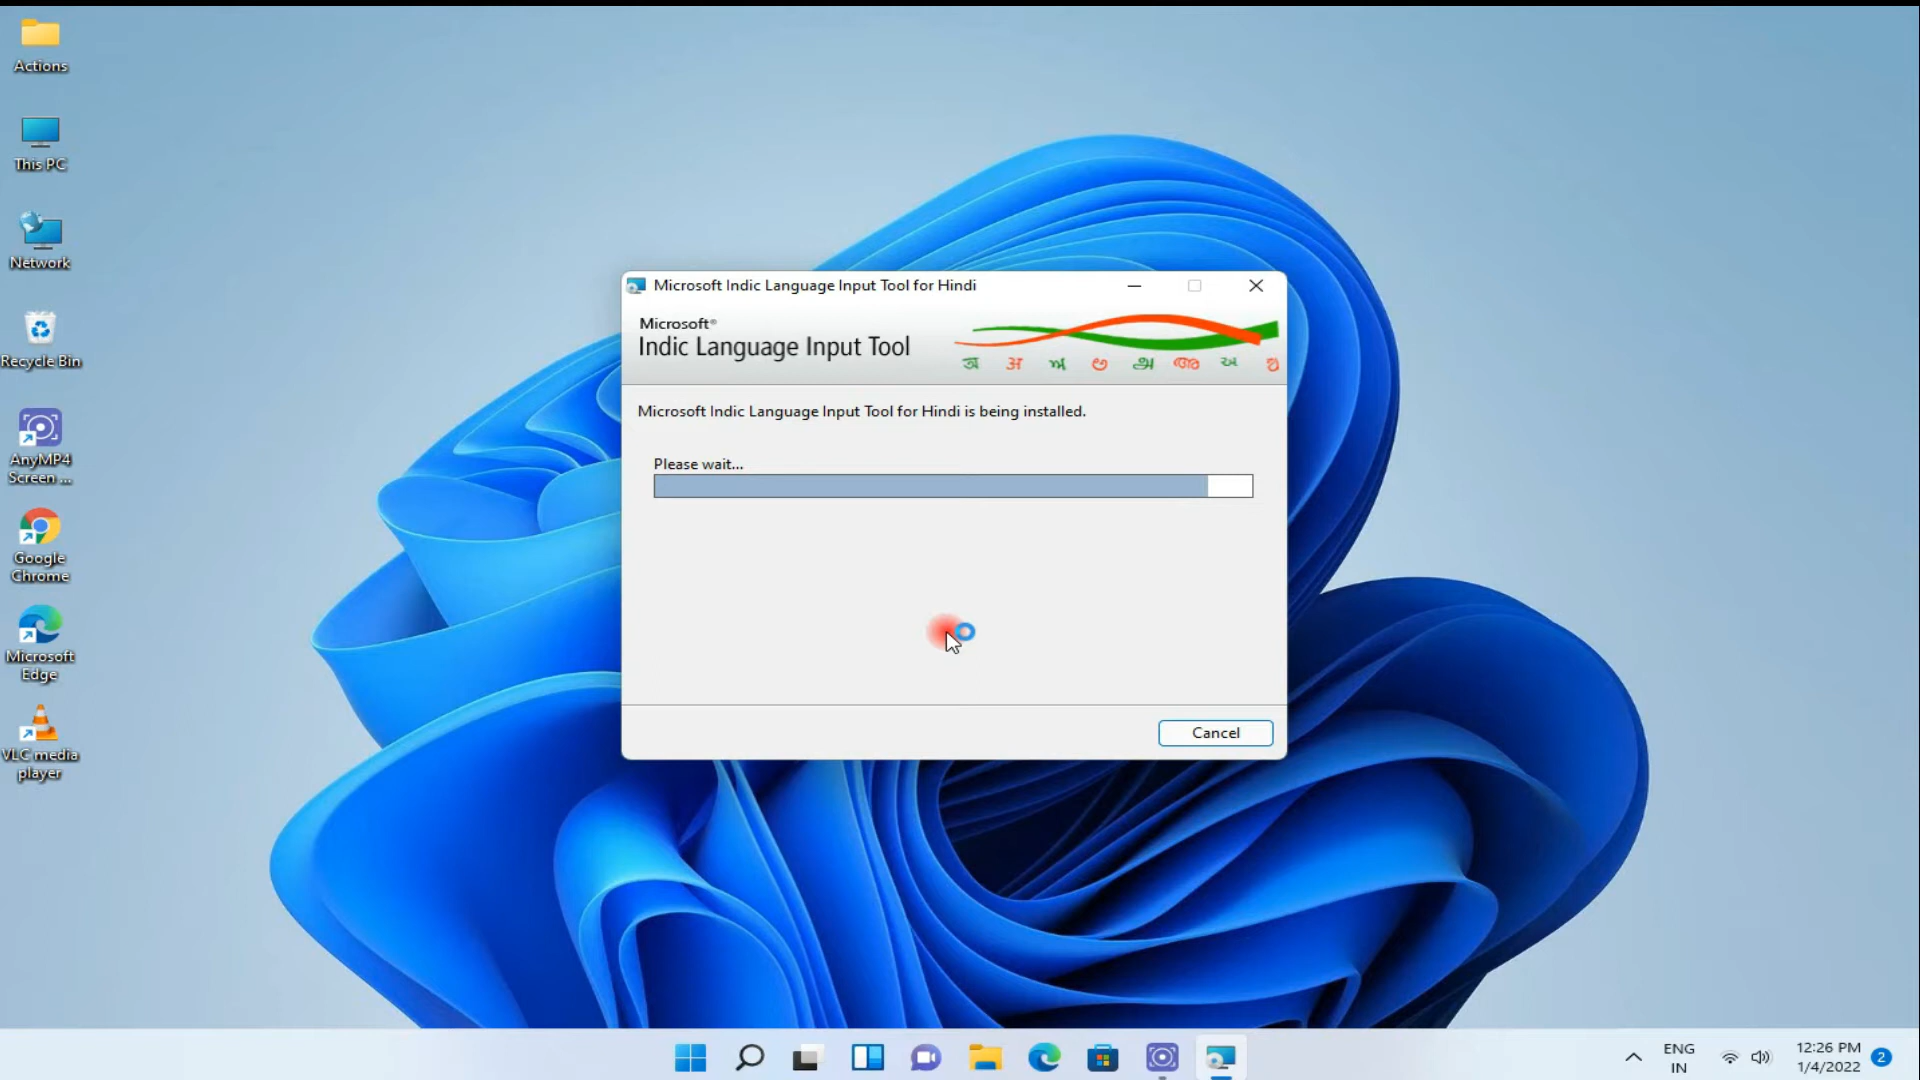 Actions
This PC
Network
Recycle Bin
AnyMP4
Screen ...
Google
Chrome
Microsoft
Edge
VLC media
player
Microsoft Indic Language Input Tool for Hindi
Microsoft®
Indic Language Input Tool
অ अ ਅ అ அ അ અ ಅ
Microsoft Indic Language Input Tool for Hindi is being installed.
Please wait...
Cancel
ENG
IN
12:26 PM
1/4/2022
2